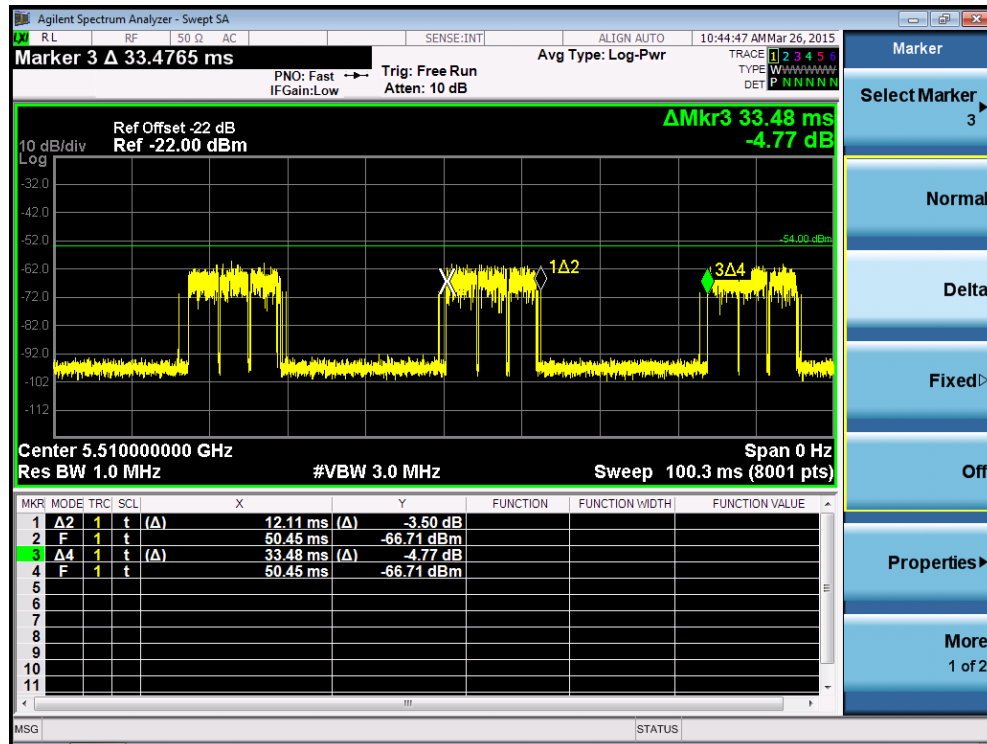 Agilent Spectrum Analyzer - Swept SA
LXI RL RF 50 Ω AC SENSE:INT ALIGN AUTO 10:44:47 AM Mar 26, 2015
Marker 3 Δ 33.4765 ms
PNO: Fast
IFGain:Low
Trig: Free Run
Atten: 10 dB
Avg Type: Log-Pwr
TRACE 1 2 3 4 5 6
TYPE WWWWWW
DET P N N N N N
ΔMkr3 33.48 ms
-4.77 dB
Ref Offset -22 dB
10 dB/div Ref -22.00 dBm
Log
-32.0
-42.0
-52.0
-54.00 dBm
-62.0
1Δ2
3Δ4
-72.0
-82.0
-92.0
-102
-112
Center 5.510000000 GHz Span 0 Hz
Res BW 1.0 MHz #VBW 3.0 MHz Sweep 100.3 ms (8001 pts)
MKR MODE TRC SCL X Y FUNCTION FUNCTION WIDTH FUNCTION VALUE
1 Δ2 1 t (Δ) 12.11 ms (Δ) -3.50 dB
2 F 1 t 50.45 ms -66.71 dBm
3 Δ4 1 t (Δ) 33.48 ms (Δ) -4.77 dB
4 F 1 t 50.45 ms -66.71 dBm
5
6
7
8
9
10
11
MSG STATUS
Marker
Select Marker
3
Normal
Delta
Fixed
Off
Properties
More
1 of 2